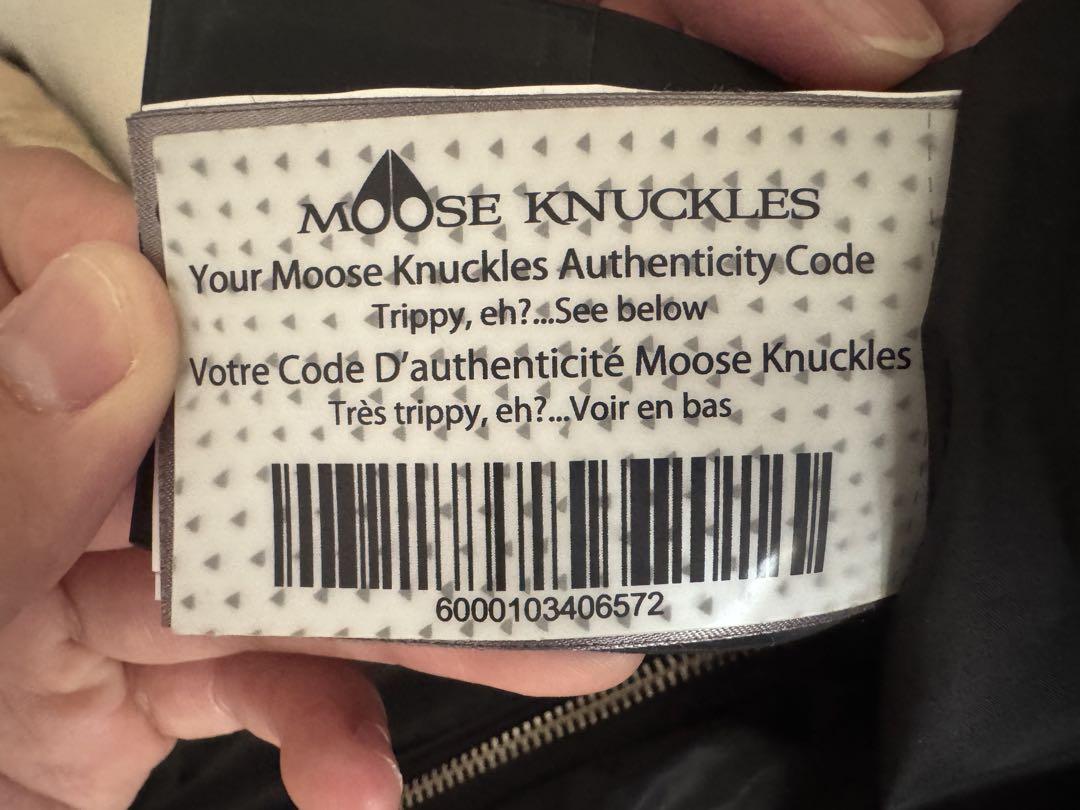 MOOSE KNUCKLES
Your Moose Knuckles Authenticity Code
Trippy, eh?...See below
Votre Code D'authenticité Moose Knuckles
Très trippy, eh?...Voir en bas
6000103406572